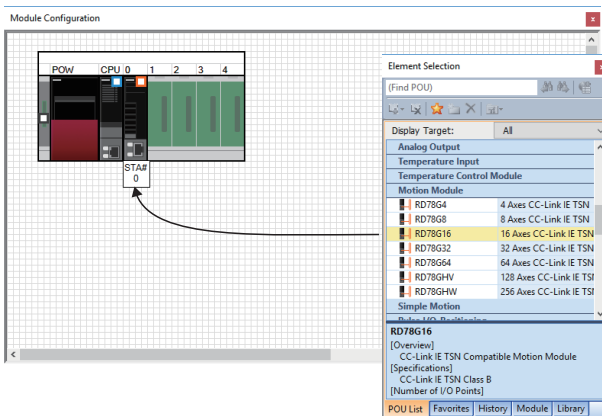 Module Configuration
POW CPU 0 1 2 3 4
STA#
0
Element Selection
(Find POU)
Display Target: All
Analog Output
Temperature Input
Temperature Control Module
Motion Module
RD78G4 4 Axes CC-Link IE TSN
RD78G8 8 Axes CC-Link IE TSN
RD78G16 16 Axes CC-Link IE TSN
RD78G32 32 Axes CC-Link IE TSN
RD78G64 64 Axes CC-Link IE TSN
RD78GHV 128 Axes CC-Link IE TSN
RD78GHW 256 Axes CC-Link IE TSN
Simple Motion
Pulse I/O, Positioning
RD78G16
[Overview]
CC-Link IE TSN Compatible Motion Module
[Specifications]
CC-Link IE TSN Class B
[Number of I/O Points]
POU List Favorites History Module Library